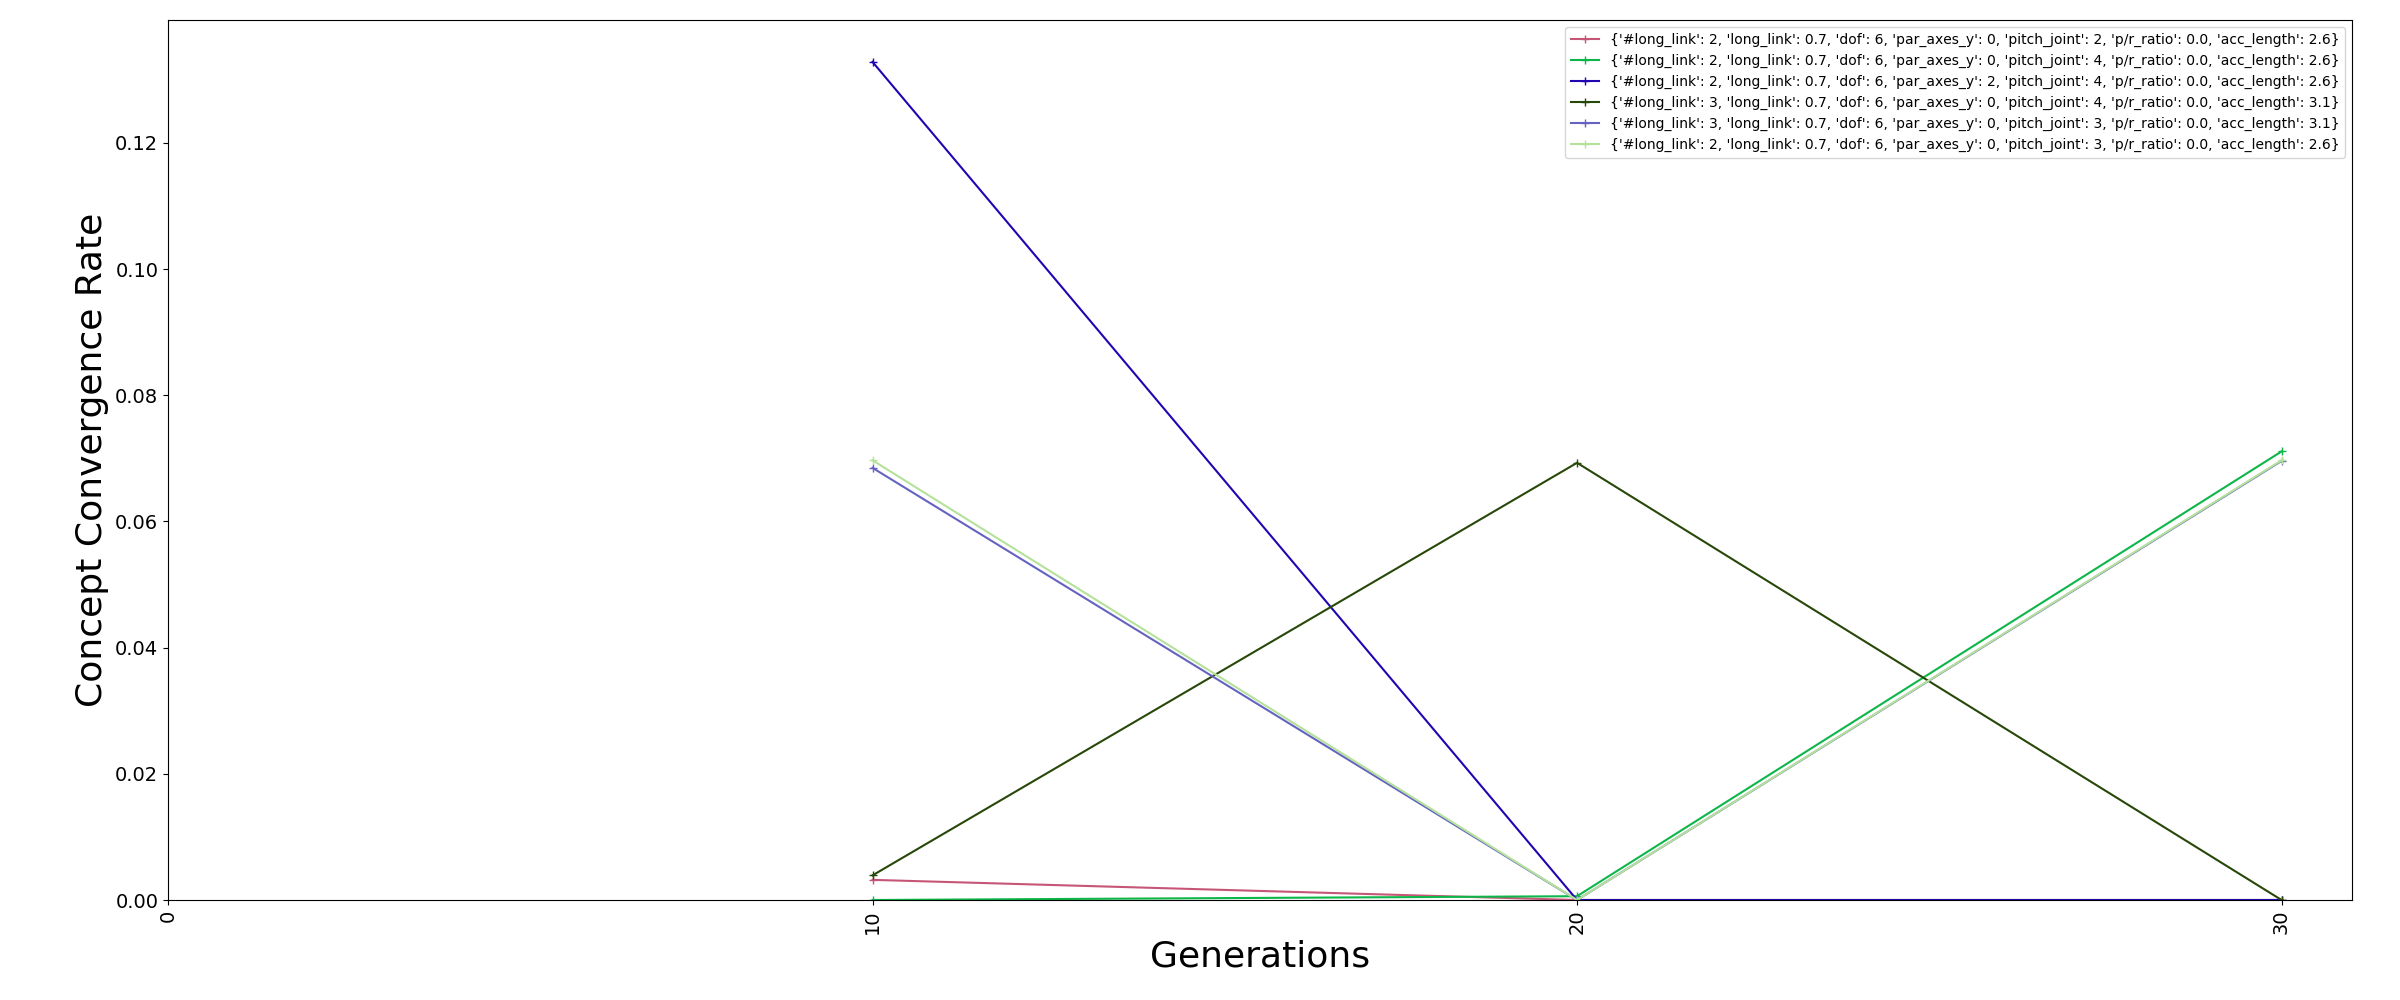 {'#long_link': 2, 'long_link': 0.7, 'dof': 6, 'par_axes_y': 0, 'pitch_joint': 2, 'p/r_ratio': 0.0, 'acc_length': 2.6}
{'#long_link': 2, 'long_link': 0.7, 'dof': 6, 'par_axes_y': 0, 'pitch_joint': 4, 'p/r_ratio': 0.0, 'acc_length': 2.6}
{'#long_link': 2, 'long_link': 0.7, 'dof': 6, 'par_axes_y': 2, 'pitch_joint': 4, 'p/r_ratio': 0.0, 'acc_length': 2.6}
{'#long_link': 3, 'long_link': 0.7, 'dof': 6, 'par_axes_y': 0, 'pitch_joint': 4, 'p/r_ratio': 0.0, 'acc_length': 3.1}
{'#long_link': 3, 'long_link': 0.7, 'dof': 6, 'par_axes_y': 0, 'pitch_joint': 3, 'p/r_ratio': 0.0, 'acc_length': 3.1}
{'#long_link': 2, 'long_link': 0.7, 'dof': 6, 'par_axes_y': 0, 'pitch_joint': 3, 'p/r_ratio': 0.0, 'acc_length': 2.6}
Concept Convergence Rate
0.12
0.10
0.08
0.06
0.04
0.02
0.00
0
10
20
30
Generations